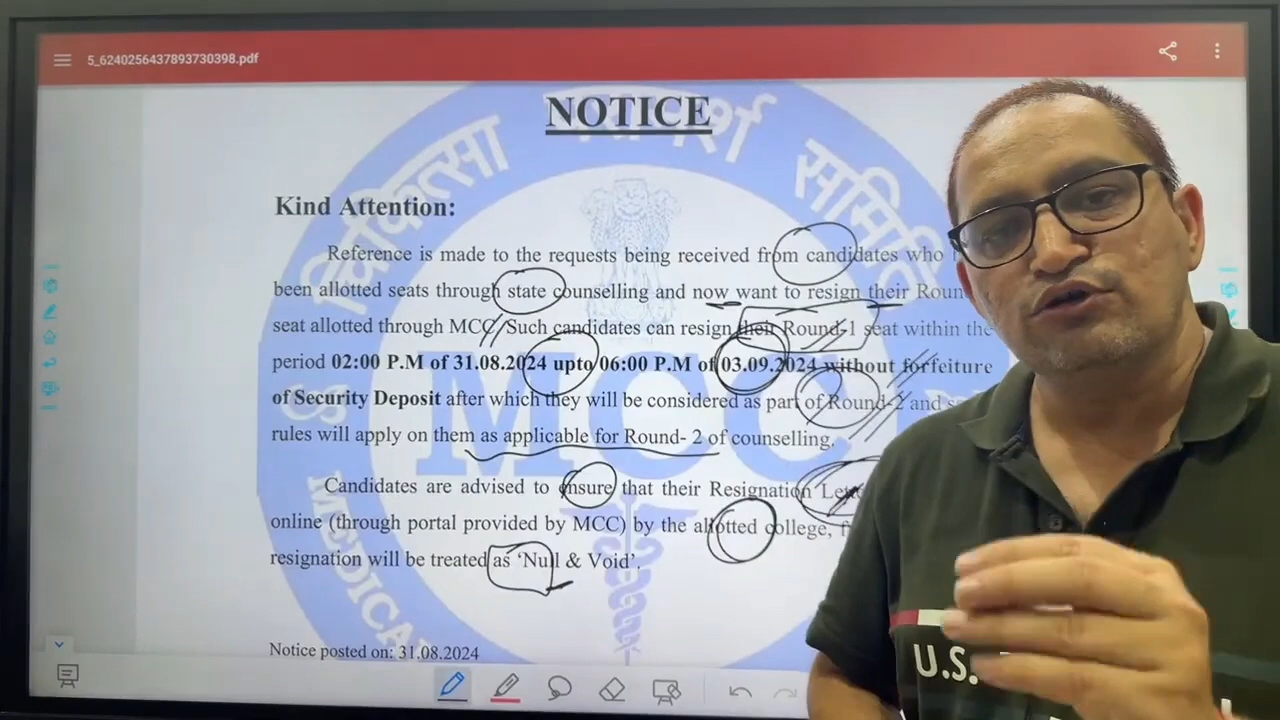 5_6240256437893730398.pdf
NOTICE
चिकित्सा समिति
Kind Attention:
Reference is made to the requests being received from candidates who
been allotted seats through state counselling and now want to resign their Roun
seat allotted through MCC. Such candidates can resign their Round-1 seat within the
period 02:00 P.M of 31.08.2024 upto 06:00 P.M of 03.09.2024 without forfeiture
of Security Deposit after which they will be considered as part of Round-2 and
rules will apply on them as applicable for Round- 2 of counselling.
MCC
Candidates are advised to ensure that their Resignation
online (through portal provided by MCC) by the allotted college,
resignation will be treated as ‘Null & Void’.
MEDICA
Notice posted on: 31.08.2024
U.S.